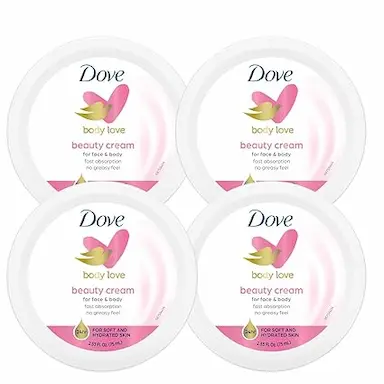 Dove
body love
beauty cream
for face & body
fast absorption
no greasy feel
Dove
body love
beauty cream
for face & body
fast absorption
no greasy feel
Dove
body love
beauty cream
for face & body
fast absorption
no greasy feel
24H
FOR SOFT AND
HYDRATED SKIN
2.53 fl oz (75 mL)
Dove
body love
beauty cream
for face & body
fast absorption
no greasy feel
24H
FOR SOFT AND
HYDRATED SKIN
2.53 fl oz (75 mL)